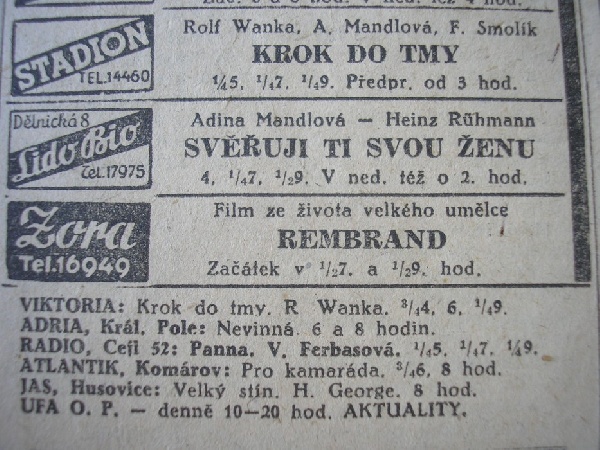 Rolf Wanka, A. Mandlová, F. Smolík
STADION
TEL.14460
KROK DO TMY
¼5, ¼7, ¼9. Předpr. od 3 hod.
Dělnická 8
Lido Bio
Tel.17975
Adina Mandlová — Heinz Rühmann
SVĚŘUJI TI SVOU ŽENU
4, ¼7, ½9. V ned. též o 2. hod.
Zora
Tel.16949
Film ze života velkého umělce
REMBRAND
Začátek v ½7. a ½9. hod.
VIKTORIA: Krok do tmy. R. Wanka. ¾4, 6, ¼9.
ADRIA, Král. Pole: Nevinná. 6 a 8 hodin.
RADIO, Cejl 52: Panna. V. Ferbasová. ¼5, ¼7, ¼9.
ATLANTIK, Komárov: Pro kamaráda. ¾6, 8 hod.
JAS, Husovice: Velký stín. H. George. 8 hod.
UFA O. P. — denně 10—20 hod. AKTUALITY.